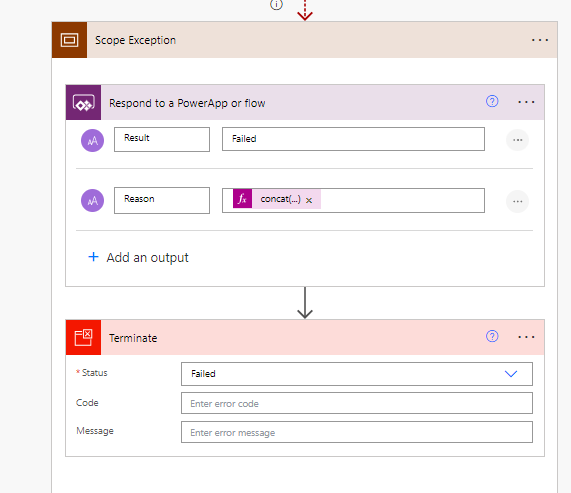 Scope Exception
Respond to a PowerApp or flow
Result Failed
Reason fx concat(...) x
+ Add an output
Terminate
* Status Failed
Code Enter error code
Message Enter error message